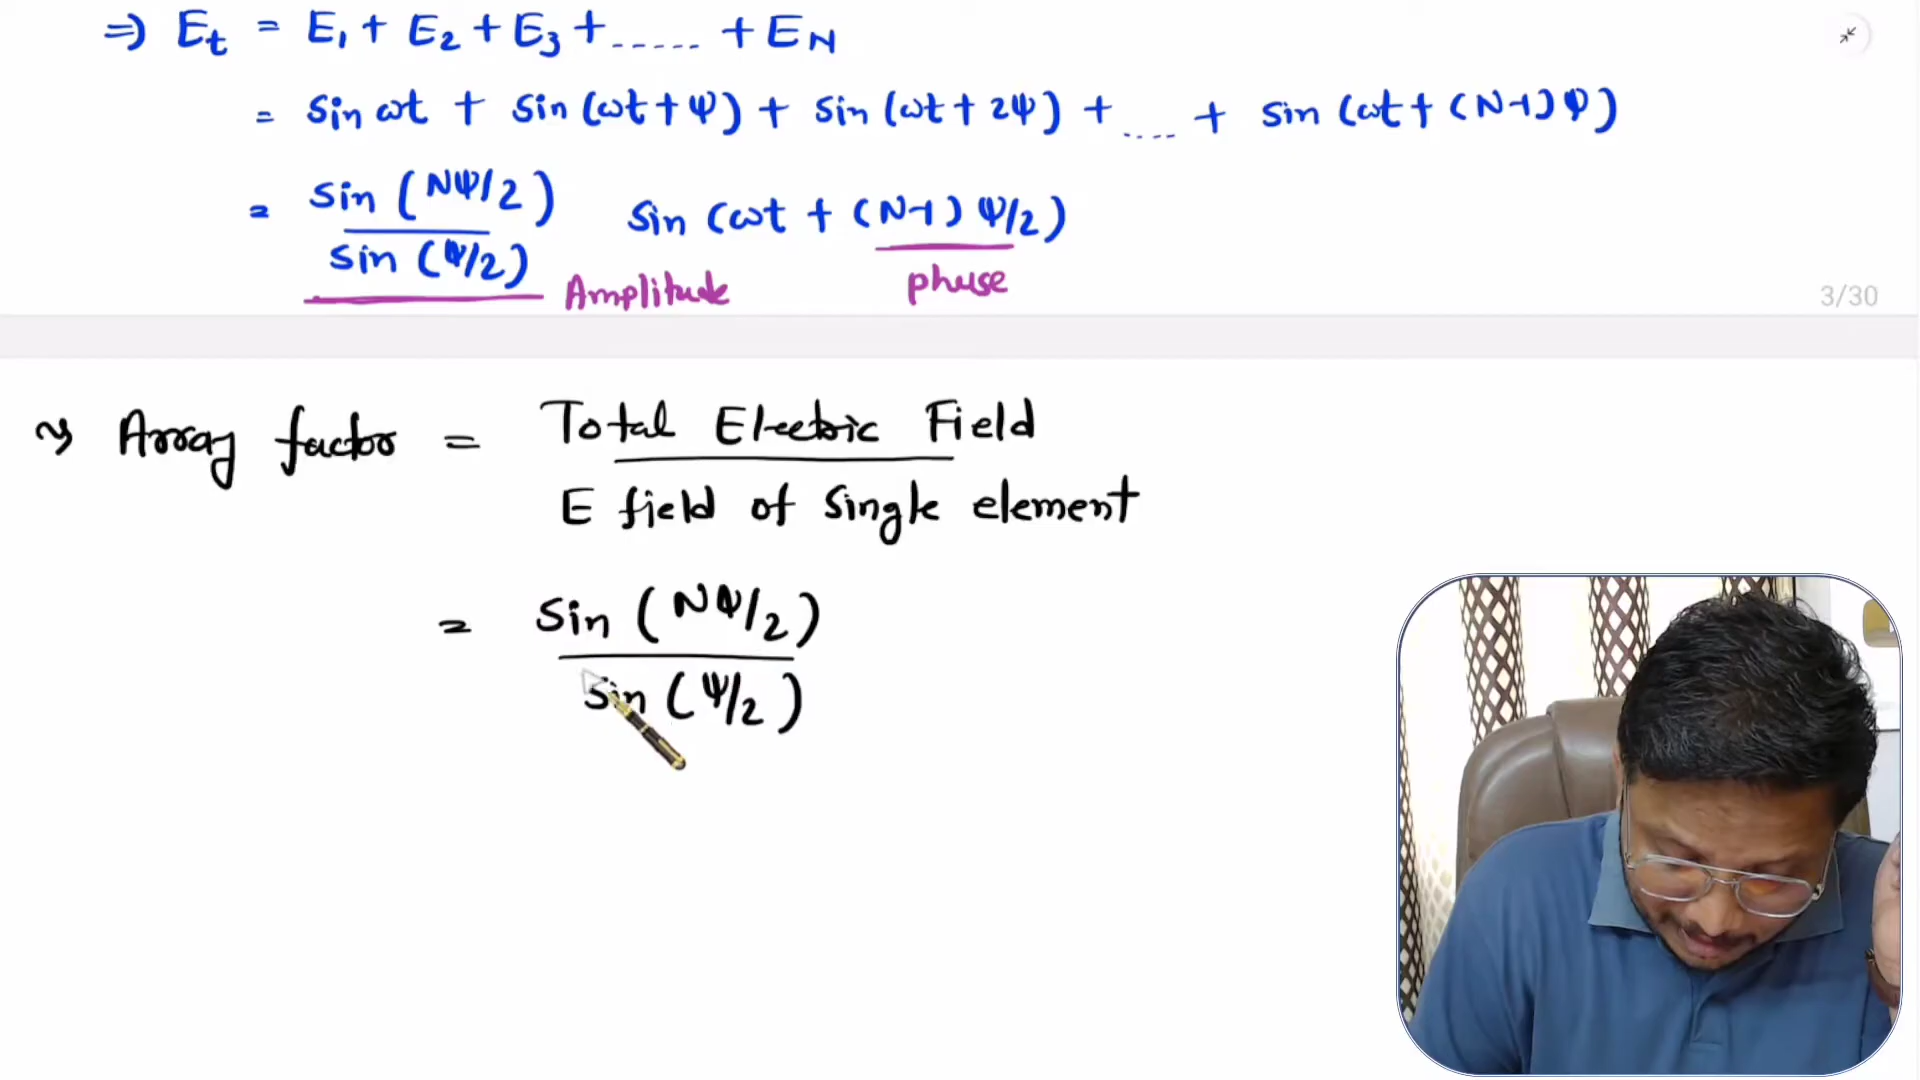 ⇒ Et = E1 + E2 + E3 + ..... + EN
= sin ωt + sin (ωt + ψ) + sin (ωt + 2ψ) + .... + sin (ωt + (N-1) ψ)
= sin (Nψ/2) / sin (ψ/2) sin (ωt + (N-1) ψ/2)
Amplitude phase
3/30
→ Array factor = Total Electric Field / E field of single element
= sin (Nψ/2) / sin (ψ/2)